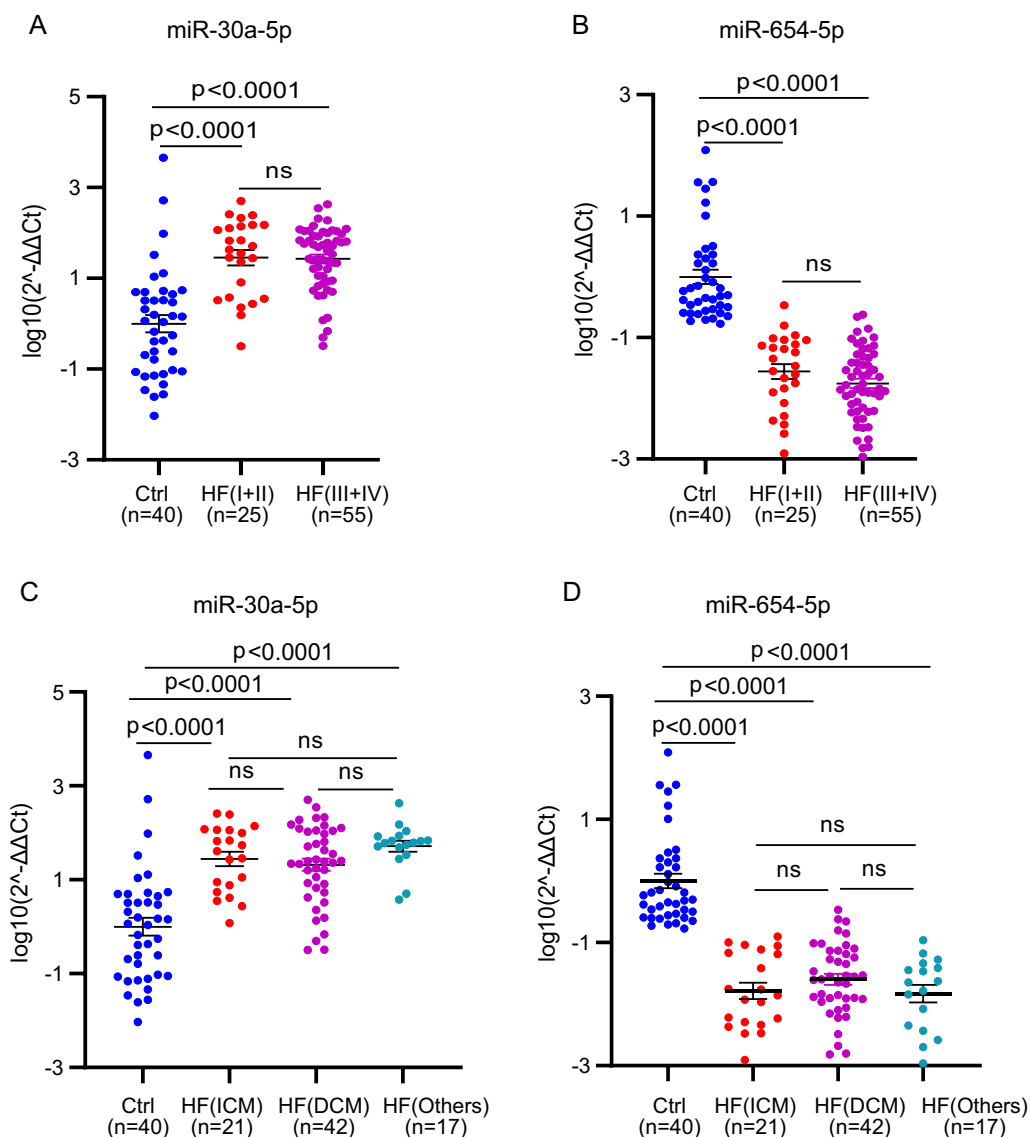 A
miR-30a-5p
p<0.0001
p<0.0001
ns
log10(2^-ΔΔCt)
5
3
1
-1
-3
Ctrl
(n=40)
HF(I+II)
(n=25)
HF(III+IV)
(n=55)
B
miR-654-5p
p<0.0001
p<0.0001
ns
log10(2^-ΔΔCt)
3
1
-1
-3
Ctrl
(n=40)
HF(I+II)
(n=25)
HF(III+IV)
(n=55)
C
miR-30a-5p
p<0.0001
p<0.0001
p<0.0001
ns
ns
ns
log10(2^-ΔΔCt)
5
3
1
-1
-3
Ctrl
(n=40)
HF(ICM)
(n=21)
HF(DCM)
(n=42)
HF(Others)
(n=17)
D
miR-654-5p
p<0.0001
p<0.0001
p<0.0001
ns
ns
ns
log10(2^-ΔΔCt)
3
1
-1
-3
Ctrl
(n=40)
HF(ICM)
(n=21)
HF(DCM)
(n=42)
HF(Others)
(n=17)